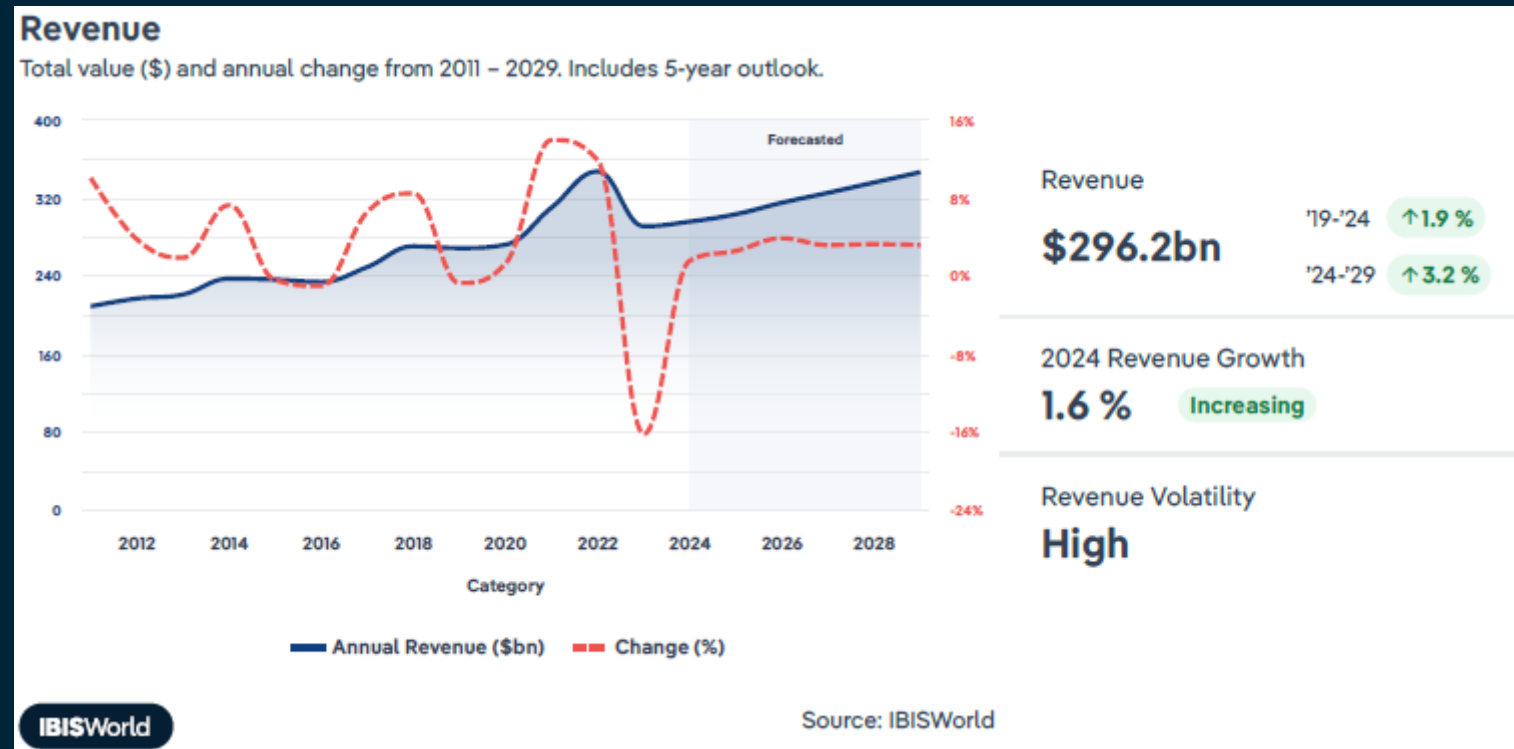 Revenue
Total value ($) and annual change from 2011 – 2029. Includes 5-year outlook.
400
320
240
160
80
0
16%
8%
0%
-8%
-16%
-24%
Forecasted
2012 2014 2016 2018 2020 2022 2024 2026 2028
Category
Annual Revenue ($bn) Change (%)
Revenue
$296.2bn
'19-'24 ↑1.9 %
'24-'29 ↑3.2 %
2024 Revenue Growth
1.6 % Increasing
Revenue Volatility
High
IBISWorld
Source: IBISWorld